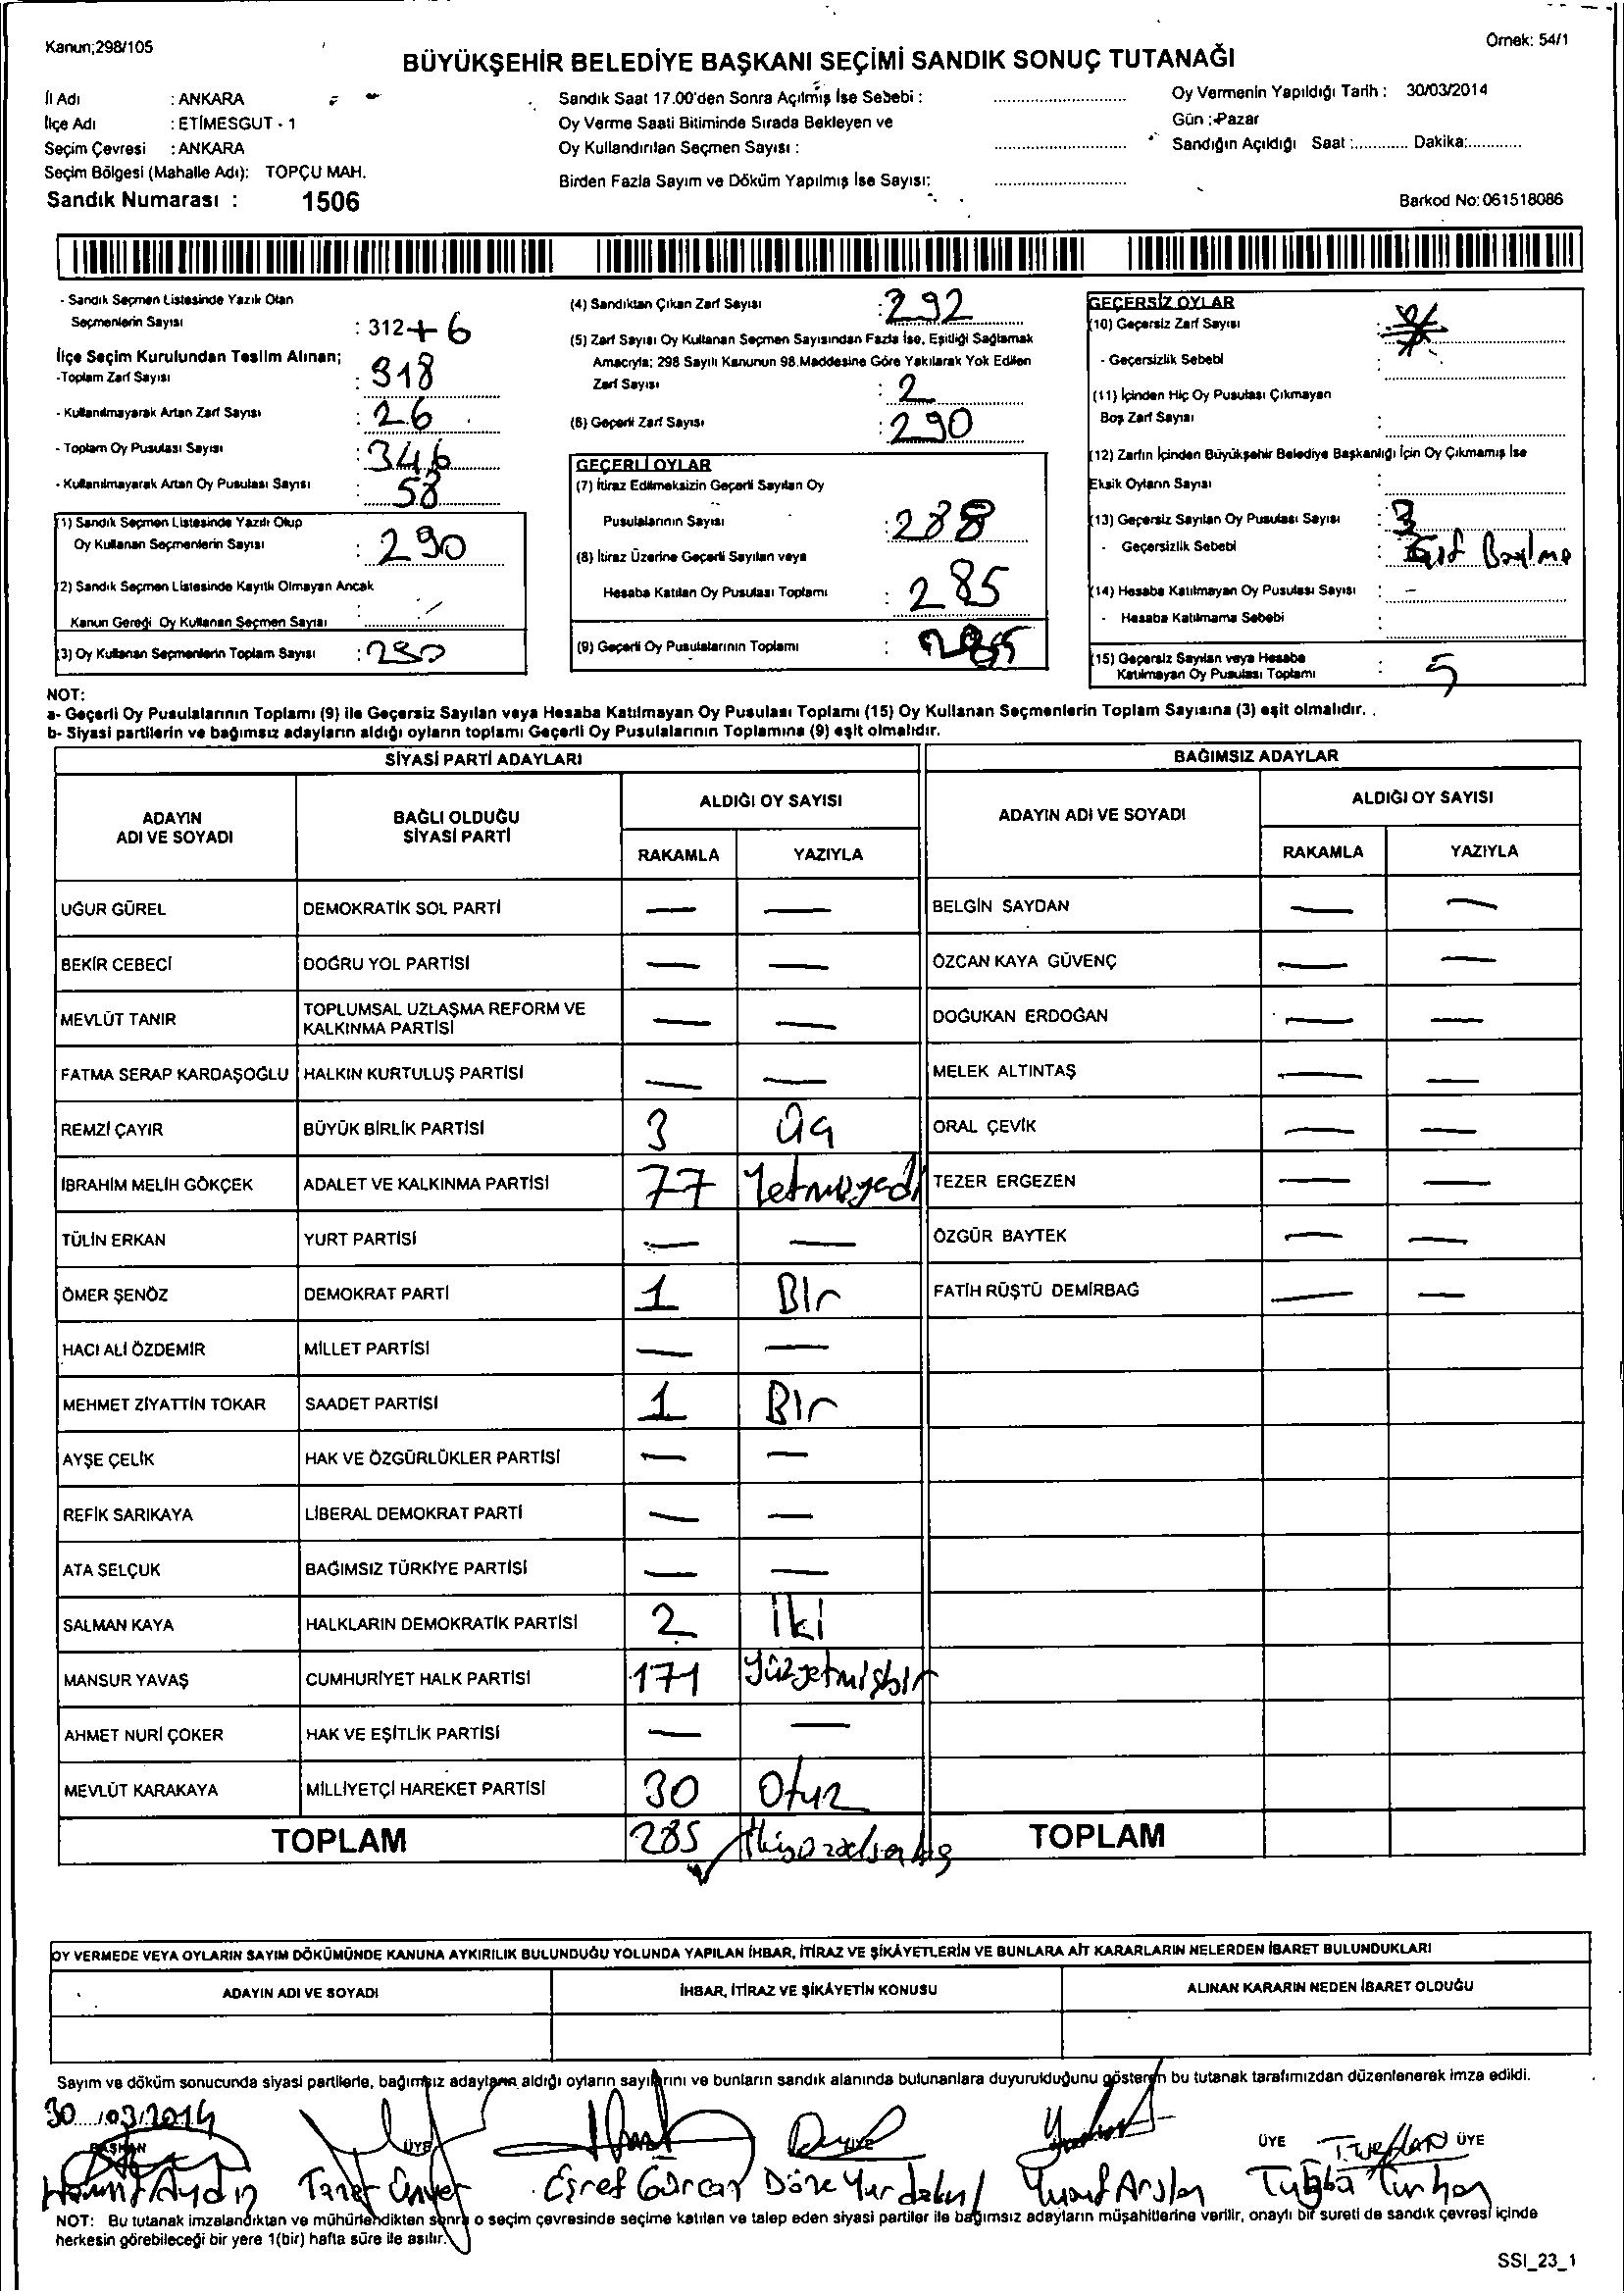 Kanun;298/105
Örnek: 54/1
BÜYÜKŞEHİR BELEDİYE BAŞKANI SEÇİMİ SANDIK SONUÇ TUTANAĞI
İl Adı : ANKARA
İlçe Adı : ETİMESGUT - 1
Seçim Çevresi : ANKARA
Seçim Bölgesi (Mahalle Adı): TOPÇU MAH.
Sandık Numarası : 1506
Sandık Saat 17.00'den Sonra Açılmış İse Sebebi :
Oy Verme Saati Bitiminde Sırada Bekleyen ve
Oy Kullandırılan Seçmen Sayısı :
Birden Fazla Sayım ve Döküm Yapılmış İse Sayısı:
Oy Vermenin Yapıldığı Tarih : 30/03/2014
Gün : Pazar
Sandığın Açıldığı Saat :............ Dakika:...........
Barkod No: 061518086
- Sandık Seçmen Listesinde Yazılı Olan
Seçmenlerin Sayısı : 312 + 6
İlçe Seçim Kurulundan Teslim Alınan;
-Toplam Zarf Sayısı : 318
- Kullanılmayarak Artan Zarf Sayısı : 26
- Toplam Oy Pusulası Sayısı : 346
- Kullanılmayarak Artan Oy Pusulası Sayısı : 58
(1) Sandık Seçmen Listesinde Yazılı Olup
Oy Kullanan Seçmenlerin Sayısı : 290
(2) Sandık Seçmen Listesinde Kayıtlı Olmayan Ancak
Kanun Gereği Oy Kullanan Seçmen Sayısı :
(3) Oy Kullanan Seçmenlerin Toplam Sayısı : 290
(4) Sandıktan Çıkan Zarf Sayısı : 292
(5) Zarf Sayısı Oy Kullanan Seçmen Sayısından Fazla İse, Eşitliği Sağlamak
Amacıyla; 298 Sayılı Kanunun 98.Maddesine Göre Yakılarak Yok Edilen
Zarf Sayısı : 2
(6) Geçerli Zarf Sayısı : 290
GEÇERLİ OYLAR
(7) İtiraz Edilmeksizin Geçerli Sayılan Oy
Pusulalarının Sayısı : 288
(8) İtiraz Üzerine Geçerli Sayılan veya
Hesaba Katılan Oy Pusulası Toplamı : 285
(9) Geçerli Oy Pusulalarının Toplamı : 285
GEÇERSİZ OYLAR
(10) Geçersiz Zarf Sayısı :
- Geçersizlik Sebebi :
(11) İçinden Hiç Oy Pusulası Çıkmayan
Boş Zarf Sayısı :
(12) Zarfın İçinden Büyükşehir Belediye Başkanlığı İçin Oy Çıkmamış İse
Eksik Oyların Sayısı :
(13) Geçersiz Sayılan Oy Pusulası Sayısı : 3
- Geçersizlik Sebebi :
(14) Hesaba Katılmayan Oy Pusulası Sayısı : -
- Hesaba Katılmama Sebebi :
(15) Geçersiz Sayılan veya Hesaba
Katılmayan Oy Pusulası Toplamı : 5
NOT:
a- Geçerli Oy Pusulalarının Toplamı (9) ile Geçersiz Sayılan veya Hesaba Katılmayan Oy Pusulası Toplamı (15) Oy Kullanan Seçmenlerin Toplam Sayısına (3) eşit olmalıdır.
b- Siyasi partilerin ve bağımsız adayların aldığı oyların toplamı Geçerli Oy Pusulalarının Toplamına (9) eşit olmalıdır.
SİYASİ PARTİ ADAYLARI BAĞIMSIZ ADAYLAR
ADAYIN ADI VE SOYADI BAĞLI OLDUĞU SİYASİ PARTİ ALDIĞI OY SAYISI ADAYIN ADI VE SOYADI ALDIĞI OY SAYISI
RAKAMLA YAZIYLA RAKAMLA YAZIYLA
UĞUR GÜREL DEMOKRATİK SOL PARTİ — — BELGİN SAYDAN — —
BEKİR CEBECİ DOĞRU YOL PARTİSİ — — ÖZCAN KAYA GÜVENÇ — —
MEVLÜT TANIR TOPLUMSAL UZLAŞMA REFORM VE KALKINMA PARTİSİ — — DOĞUKAN ERDOĞAN — —
FATMA SERAP KARDAŞOĞLU HALKIN KURTULUŞ PARTİSİ — — MELEK ALTINTAŞ — —
REMZİ ÇAYIR BÜYÜK BİRLİK PARTİSİ 3 üç ORAL ÇEVİK — —
İBRAHİM MELİH GÖKÇEK ADALET VE KALKINMA PARTİSİ 77 Yetmişyedi TEZER ERGEZEN — —
TÜLİN ERKAN YURT PARTİSİ — — ÖZGÜR BAYTEK — —
ÖMER ŞENÖZ DEMOKRAT PARTİ 1 Bir FATİH RÜŞTÜ DEMİRBAĞ — —
HACI ALİ ÖZDEMİR MİLLET PARTİSİ — —
MEHMET ZİYATTİN TOKAR SAADET PARTİSİ 1 Bir
AYŞE ÇELİK HAK VE ÖZGÜRLÜKLER PARTİSİ — —
REFİK SARIKAYA LİBERAL DEMOKRAT PARTİ — —
ATA SELÇUK BAĞIMSIZ TÜRKİYE PARTİSİ — —
SALMAN KAYA HALKLARIN DEMOKRATİK PARTİSİ 2 İki
MANSUR YAVAŞ CUMHURİYET HALK PARTİSİ 171 yüzyetmişbir
AHMET NURİ ÇOKER HAK VE EŞİTLİK PARTİSİ — —
MEVLÜT KARAKAYA MİLLİYETÇİ HAREKET PARTİSİ 30 Otuz
TOPLAM 285 TOPLAM
OY VERMEDE VEYA OYLARIN SAYIM DÖKÜMÜNDE KANUNA AYKIRILIK BULUNDUĞU YOLUNDA YAPILAN İHBAR, İTİRAZ VE ŞİKÂYETLERİN VE BUNLARA AİT KARARLARIN NELERDEN İBARET BULUNDUKLARI
ADAYIN ADI VE SOYADI İHBAR, İTİRAZ VE ŞİKÂYETİN KONUSU ALINAN KARARIN NEDEN İBARET OLDUĞU
Sayım ve döküm sonucunda siyasi partilerle, bağımsız adayların aldığı oyların sayılarını ve bunların sandık alanında bulunanlara duyurulduğunu gösteren bu tutanak tarafımızdan düzenlenerek imza edildi.
30/03/2014
BAŞKAN ÜYE ÜYE ÜYE ÜYE
Aydın Eşref Gürcan Döne Yurdakul Yusuf Arslan Tuğba Turhan
NOT: Bu tutanak imzalandıktan ve mühürlendikten sonra o seçim çevresinde seçime katılan ve talep eden siyasi partiler ile bağımsız adayların müşahitlerine verilir, onaylı bir sureti de sandık çevresi içinde
herkesin görebileceği bir yere 1(bir) hafta süre ile asılır.
SSI_23_1